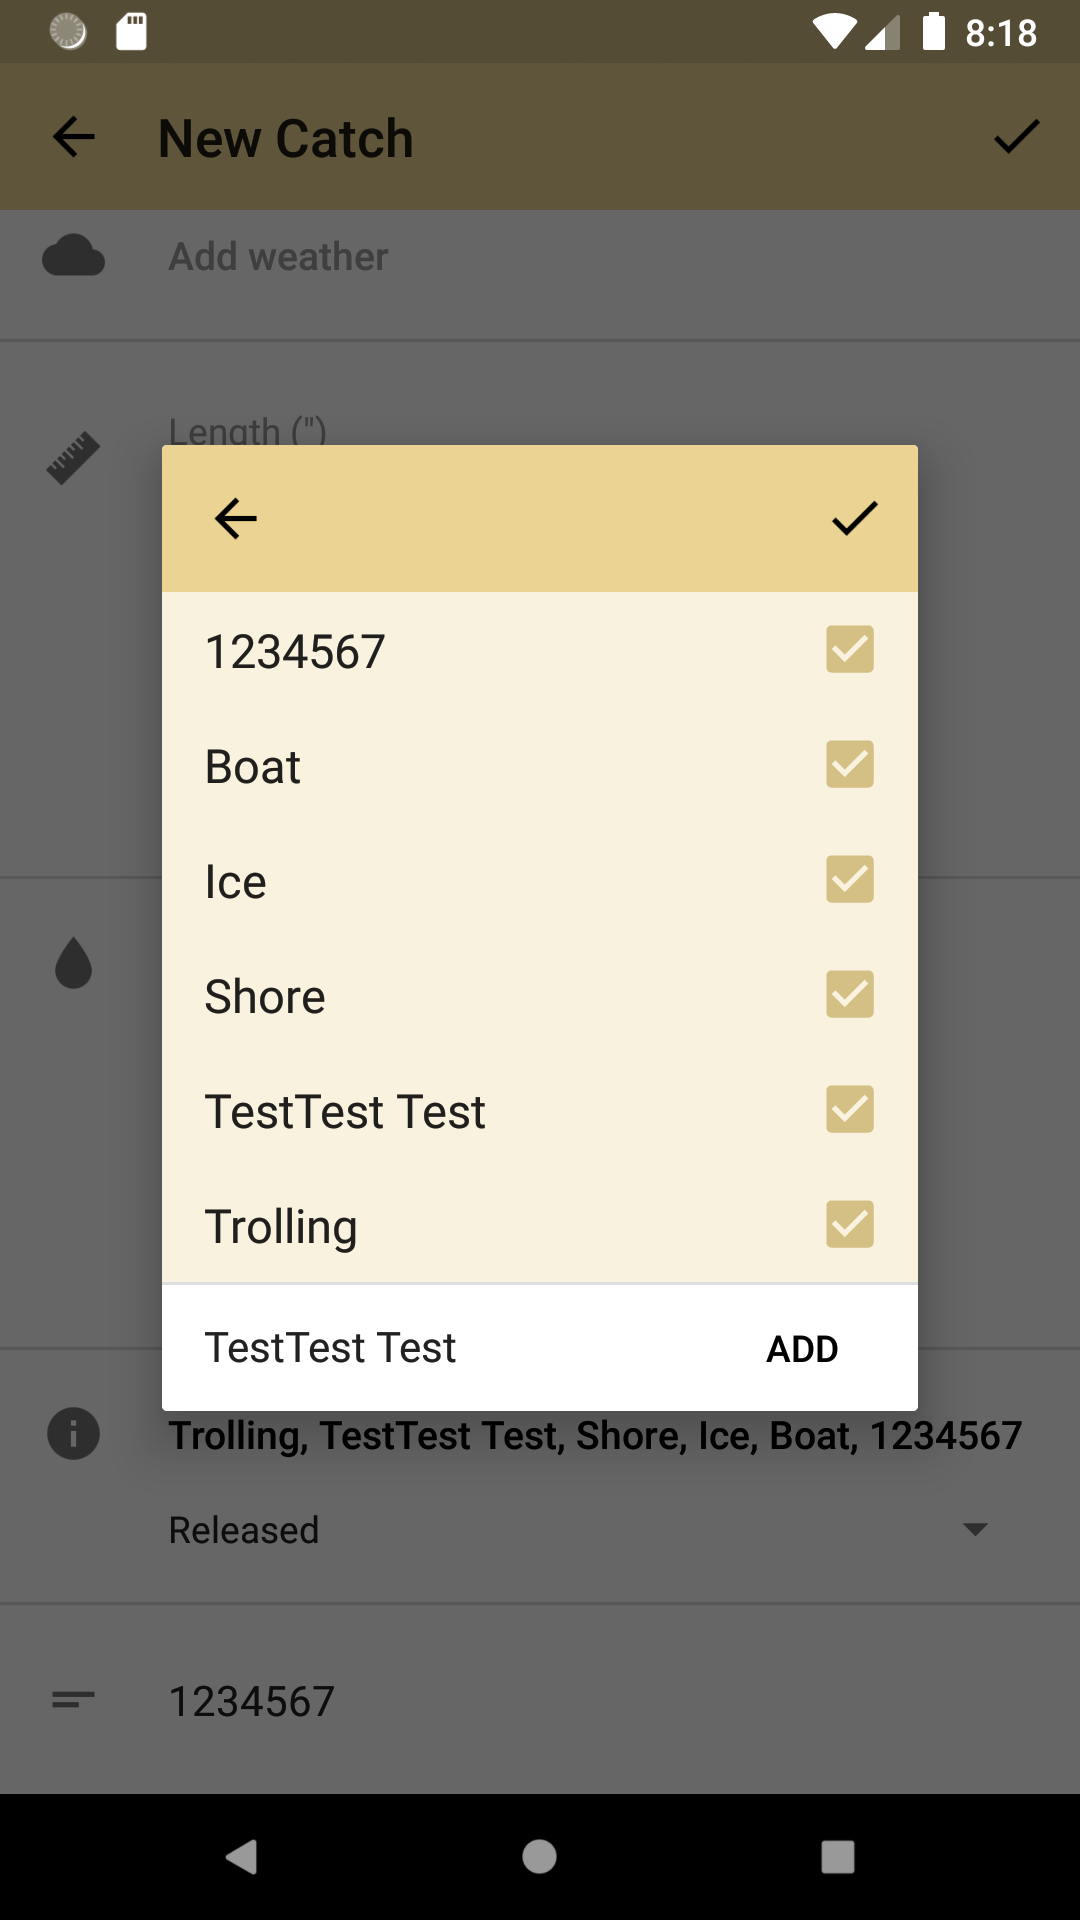 8:18
New Catch
Add weather
Length (")
1234567
Boat
Ice
Shore
TestTest Test
Trolling
TestTest Test ADD
Trolling, TestTest Test, Shore, Ice, Boat, 1234567
Released
1234567